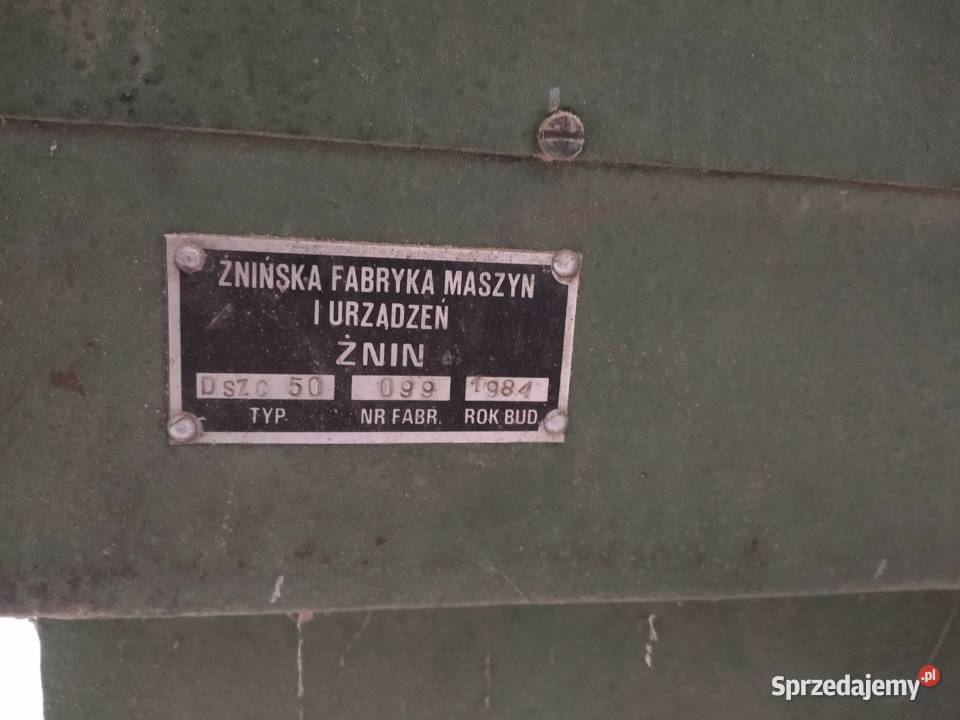 ŻNIŃSKA FABRYKA MASZYN
I URZĄDZEŃ
ŻNIN
DSZC 50 099 1984
TYP. NR FABR. ROK BUD.
Sprzedajemy.pl